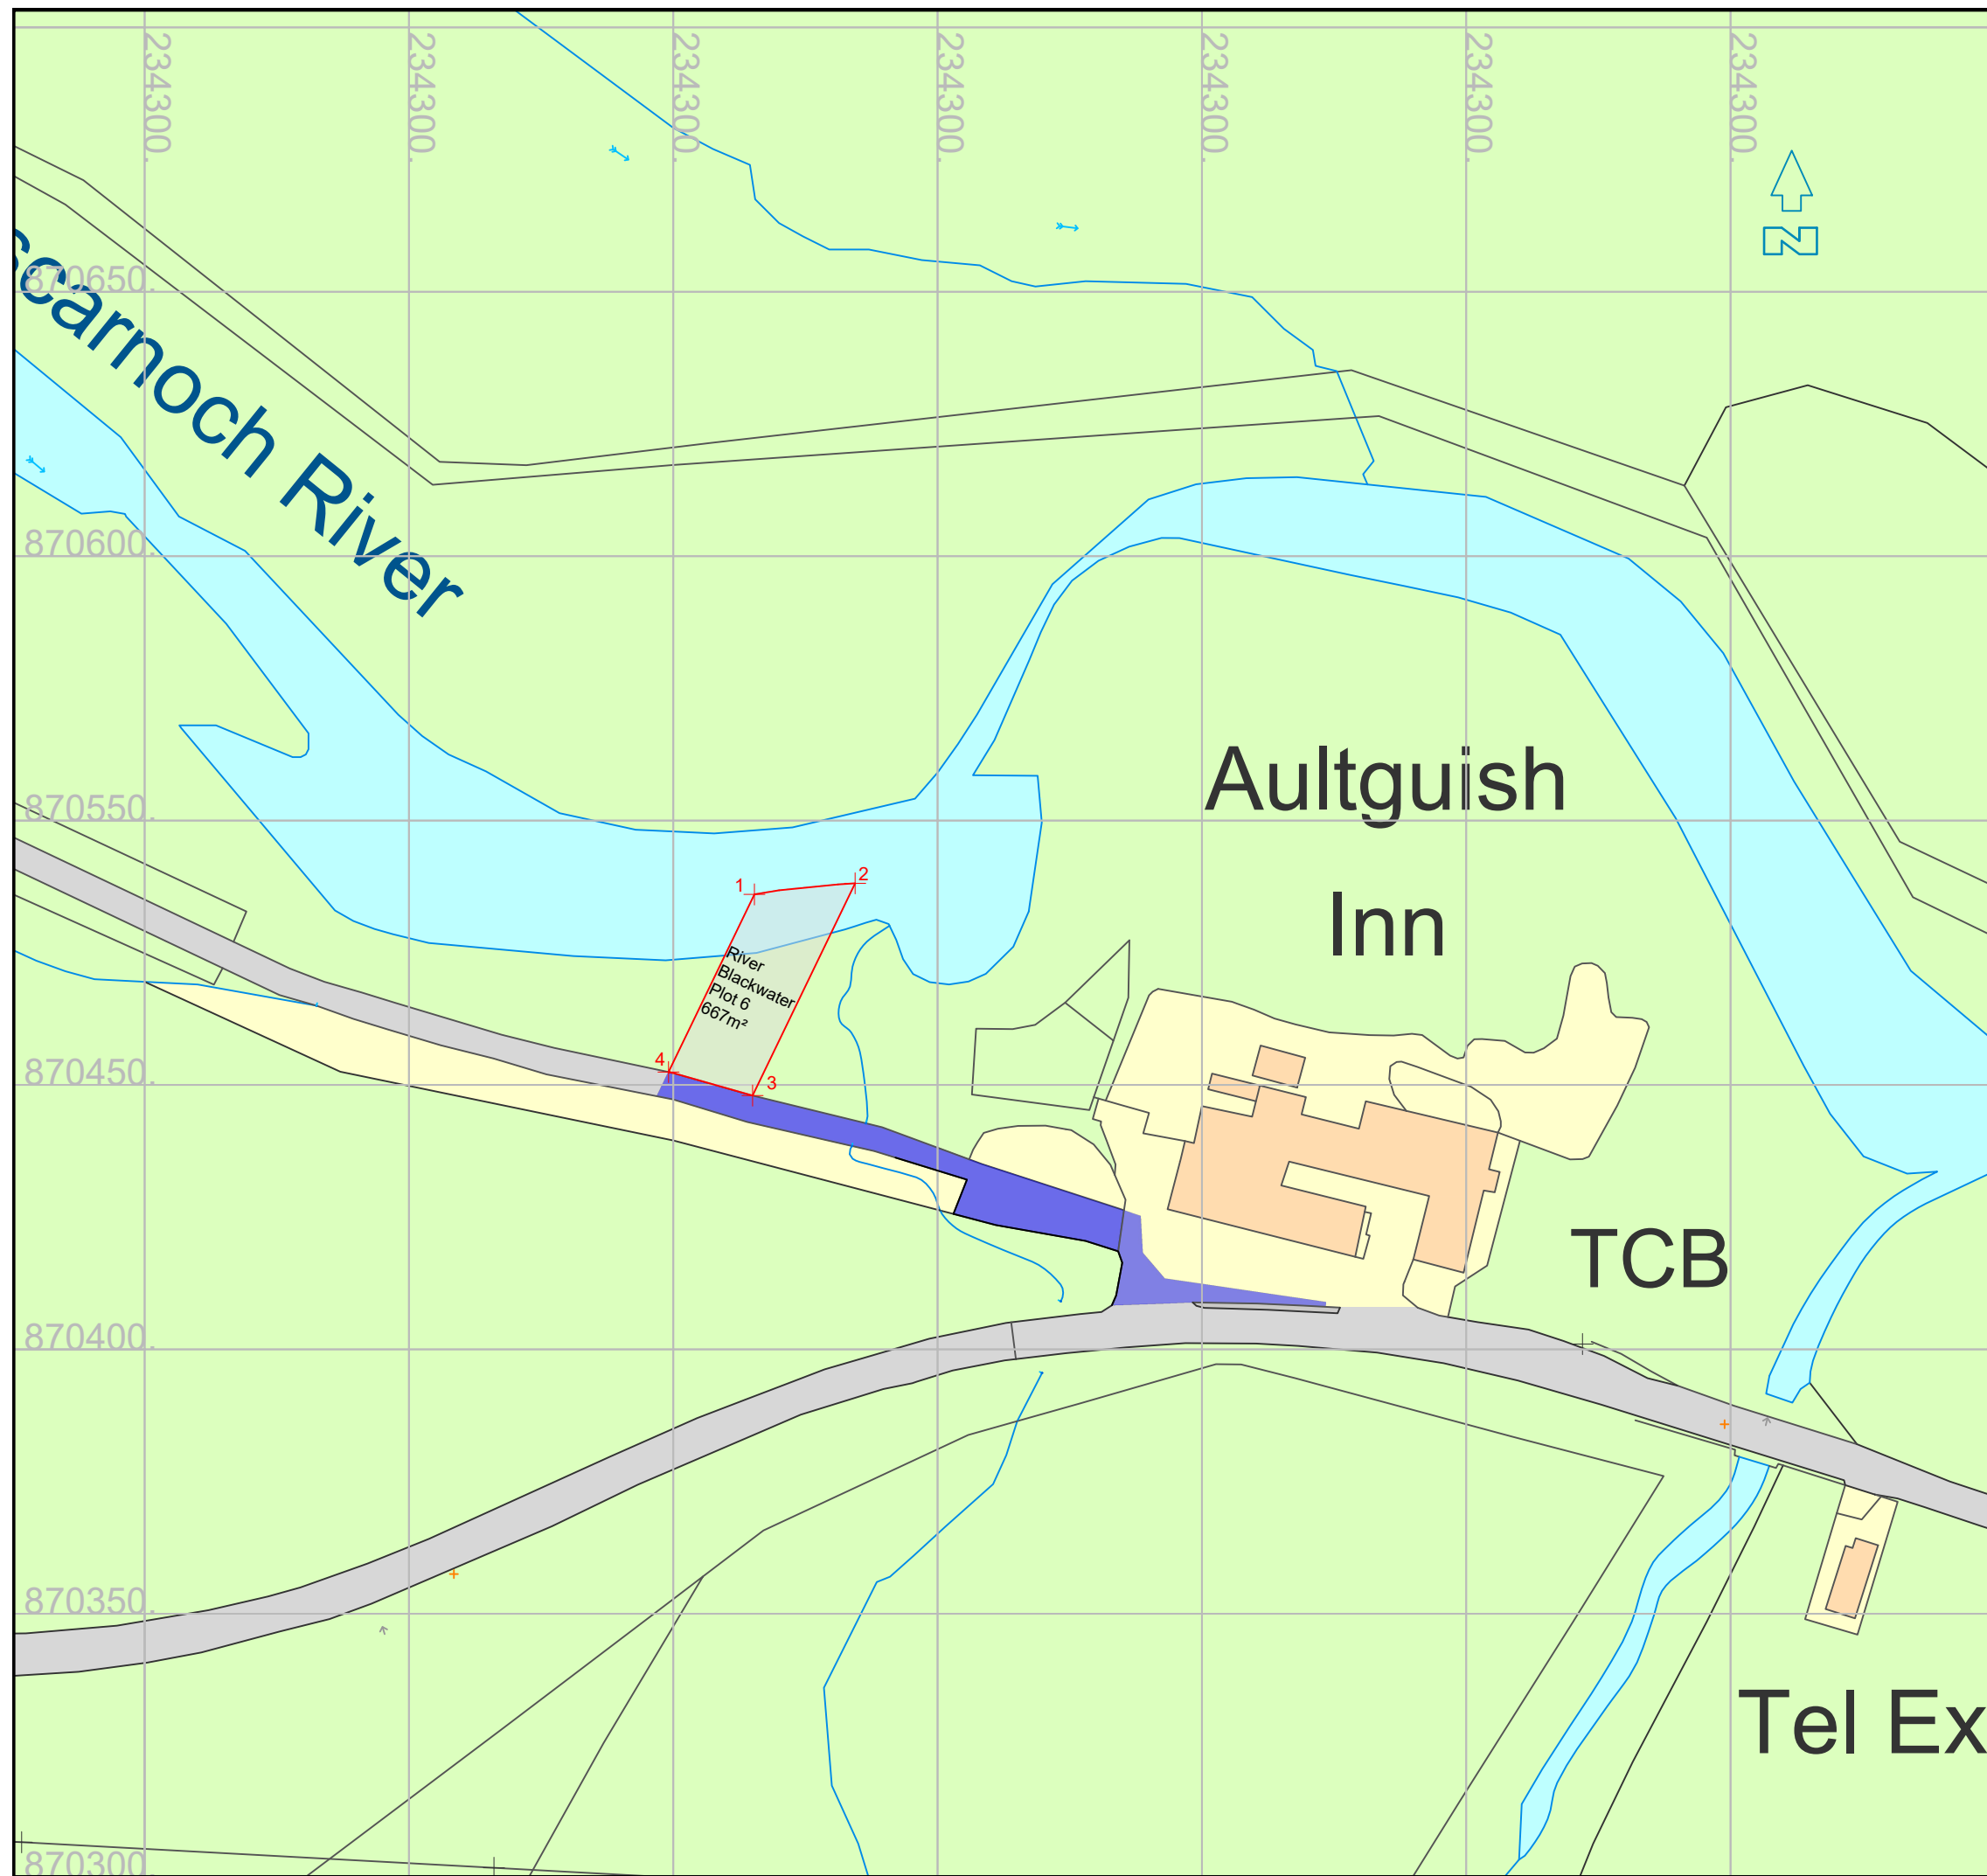 234300.
234300.
234300.
234300.
234300.
234300.
234300.
N
870650.
scarnoch River
870600.
Aultguish
870550.
Inn
1
2
River
Blackwater
Plot 6
667m²
4
3
870450.
TCB
870400.
870350.
Tel Ex
870300.